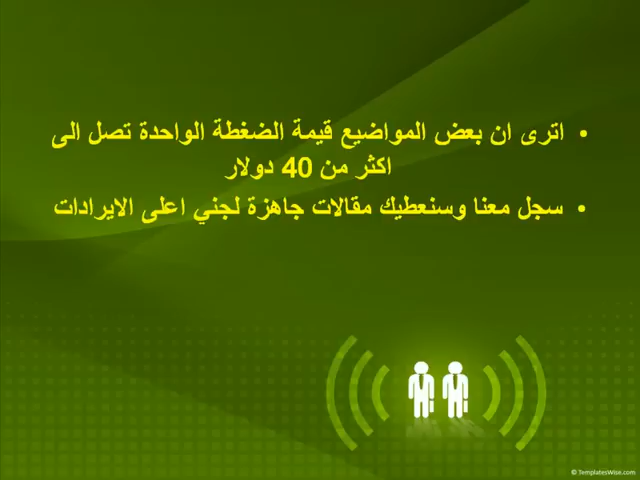 • اترى ان بعض المواضيع قيمة الضغطة الواحدة تصل الى
اكثر من 40 دولار
• سجل معنا وسنعطيك مقالات جاهزة لجني اعلى الايرادات
© TemplatesWise.com